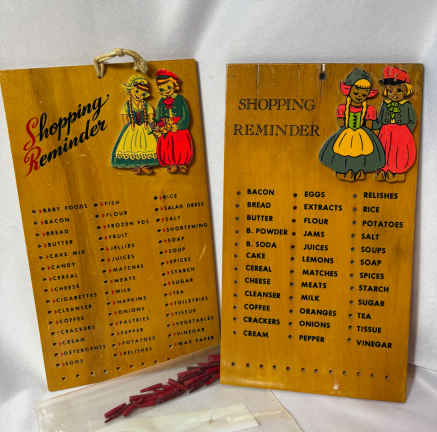 Shopping
Reminder
BABY FOODS
BACON
BREAD
BUTTER
CAKE MIX
CANDY
CEREAL
CHEESE
CIGARETTES
CLEANSER
COFFEE
CRACKERS
CREAM
EGGS
FISH
FLOUR
FROZEN FDS
FRUIT
JELLIES
JUICES
MATCHES
MEATS
MILK
NAPKINS
ONIONS
PASTRIES
PEPPER
POTATOES
RELISHES
RICE
SALAD DRESS
SALT
SHORTENING
SOAP
SOUP
SPICES
STARCH
SUGAR
TEA
TOILETRIES
TISSUE
VEGETABLES
VINEGAR
WAX PAPER
SHOPPING
REMINDER
BACON
BREAD
BUTTER
B. POWDER
B. SODA
CAKE
CEREAL
CHEESE
CLEANSER
COFFEE
CRACKERS
CREAM
EGGS
EXTRACTS
FLOUR
JAMS
JUICES
LEMONS
MATCHES
MEATS
MILK
ORANGES
ONIONS
PEPPER
RELISHES
RICE
POTATOES
SALT
SOUPS
SOAP
SPICES
STARCH
SUGAR
TEA
TISSUE
VINEGAR